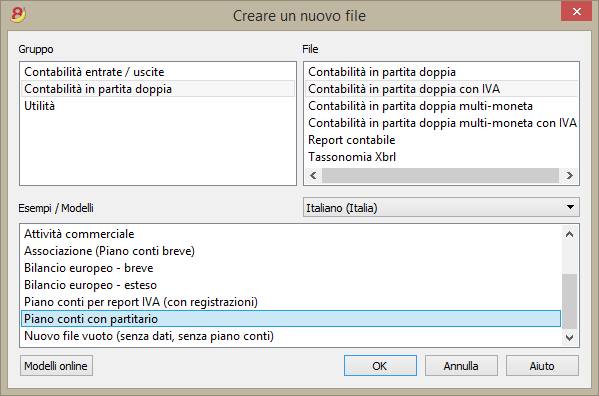 8
Creare un nuovo file
Gruppo
Contabilità entrate / uscite
Contabilità in partita doppia
Utilità
File
Contabilità in partita doppia
Contabilità in partita doppia con IVA
Contabilità in partita doppia multi-moneta
Contabilità in partita doppia multi-moneta con IVA
Report contabile
Tassonomia Xbrl
Esempi / Modelli
Italiano (Italia)
Attività commerciale
Associazione (Piano conti breve)
Bilancio europeo - breve
Bilancio europeo - esteso
Piano conti per report IVA (con registrazioni)
Piano conti con partitario
Nuovo file vuoto (senza dati, senza piano conti)
Modelli online
OK
Annulla
Aiuto